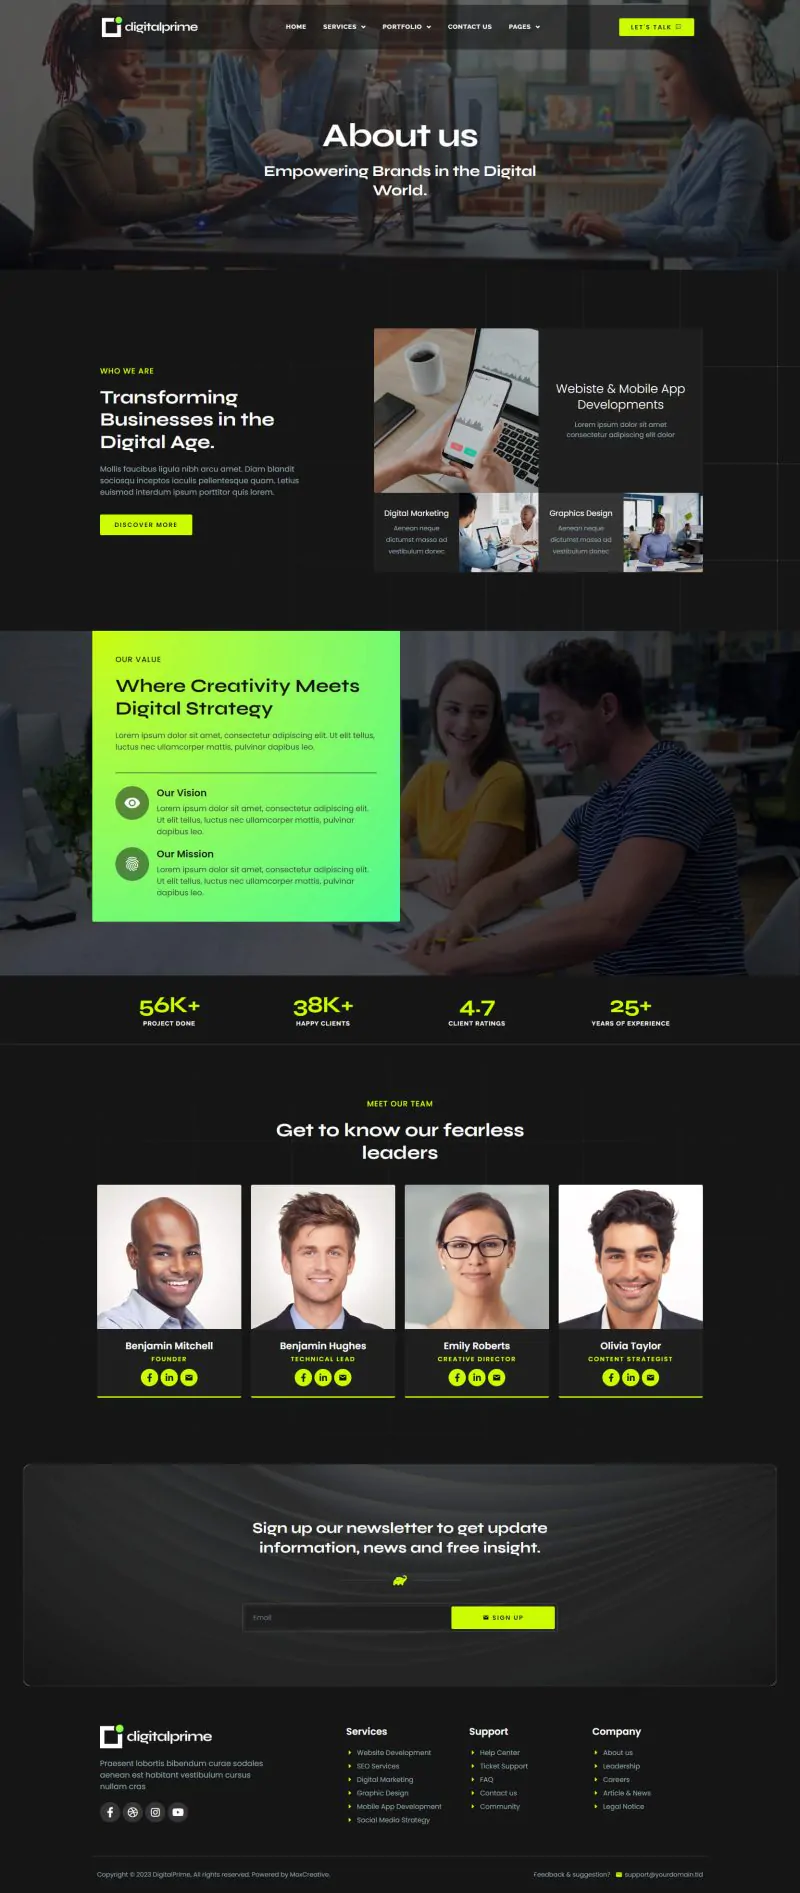 digitalprime
HOME SERVICES PORTFOLIO CONTACT US PAGES
LET'S TALK
About us
Empowering Brands in the Digital
World.
WHO WE ARE
Transforming
Businesses in the
Digital Age.
Mollis faucibus ligula nibh arcu amet. Diam blandit
sociosqu inceptos iaculis pellentesque quam. Letius
euismod interdum ipsum porttitor quis lorem.
DISCOVER MORE
Webiste & Mobile App
Developments
Lorem ipsum dolor sit amet
consectetur adipiscing elit dolor
Digital Marketing
Aenean neque
dictumst massa ad
vestibulum donec
Graphics Design
Aenean neque
dictumst massa ad
vestibulum donec
OUR VALUE
Where Creativity Meets
Digital Strategy
Lorem ipsum dolor sit amet, consectetur adipiscing elit. Ut elit tellus,
luctus nec ullamcorper mattis, pulvinar dapibus leo.
Our Vision
Lorem ipsum dolor sit amet, consectetur adipiscing elit.
Ut elit tellus, luctus nec ullamcorper mattis, pulvinar
dapibus leo.
Our Mission
Lorem ipsum dolor sit amet, consectetur adipiscing elit.
Ut elit tellus, luctus nec ullamcorper mattis, pulvinar
dapibus leo.
56K+
PROJECT DONE
38K+
HAPPY CLIENTS
4.7
CLIENT RATINGS
25+
YEARS OF EXPERIENCE
MEET OUR TEAM
Get to know our fearless
leaders
Benjamin Mitchell
FOUNDER
Benjamin Hughes
TECHNICAL LEAD
Emily Roberts
CREATIVE DIRECTOR
Olivia Taylor
CONTENT STRATEGIST
Sign up our newsletter to get update
information, news and free insight.
Email
SIGN UP
digitalprime
Praesent lobortis bibendum curae sodales
aenean est habitant vestibulum cursus
nullam cras
Services
Website Development
SEO Services
Digital Marketing
Graphic Design
Mobile App Development
Social Media Strategy
Support
Help Center
Ticket Support
FAQ
Contact us
Community
Company
About us
Leadership
Careers
Article & News
Legal Notice
Copyright © 2023 DigitalPrime, All rights reserved. Powered by MaxCreative.
Feedback & suggestion? support@yourdomain.tld